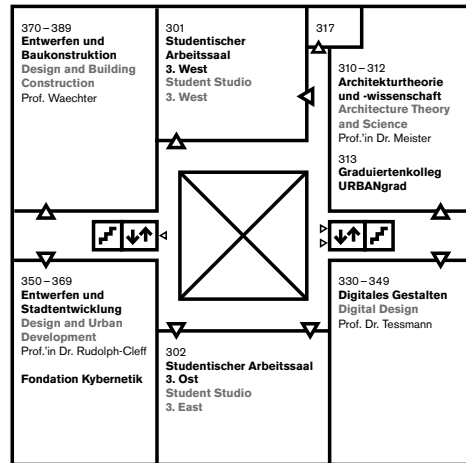 370–389
Entwerfen und
Baukonstruktion
Design and Building
Construction
Prof. Waechter
301
Studentischer
Arbeitssaal
3. West
Student Studio
3. West
317
310–312
Architekturtheorie
und -wissenschaft
Architecture Theory
and Science
Prof.'in Dr. Meister
313
Graduiertenkolleg
URBANgrad
350–369
Entwerfen und
Stadtentwicklung
Design and Urban
Development
Prof.'in Dr. Rudolph-Cleff
Fondation Kybernetik
302
Studentischer Arbeitssaal
3. Ost
Student Studio
3. East
330–349
Digitales Gestalten
Digital Design
Prof. Dr. Tessmann